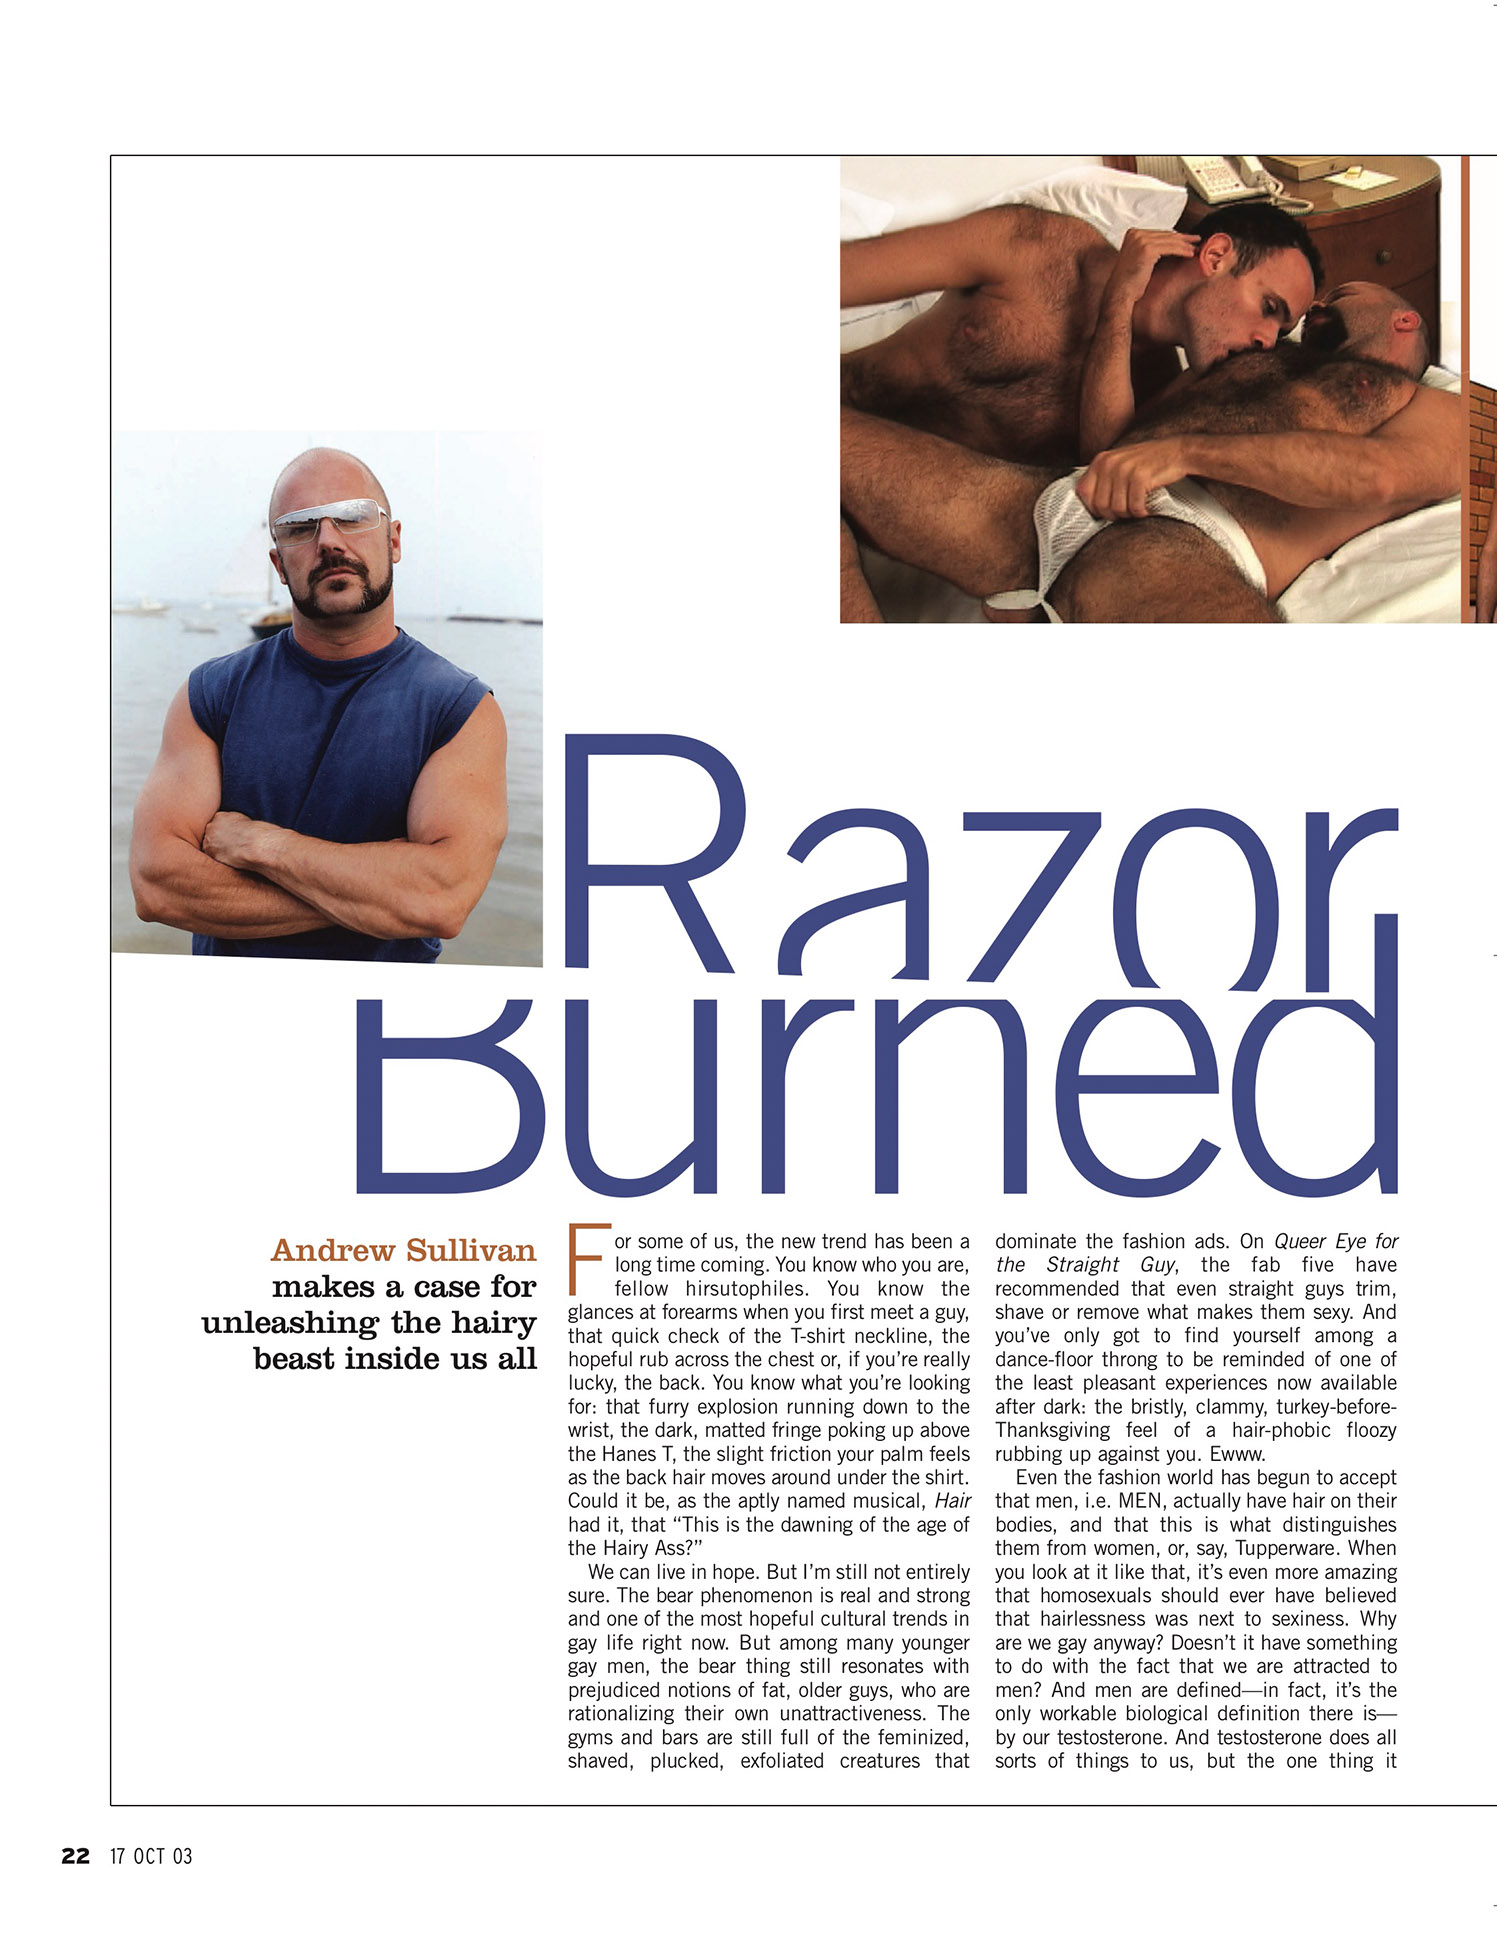 Razor
Burned
Andrew Sullivan
makes a case for
unleashing the hairy
beast inside us all
For some of us, the new trend has been a
long time coming. You know who you are,
fellow hirsutophiles. You know the
glances at forearms when you first meet a guy,
that quick check of the T-shirt neckline, the
hopeful rub across the chest or, if you’re really
lucky, the back. You know what you’re looking
for: that furry explosion running down to the
wrist, the dark, matted fringe poking up above
the Hanes T, the slight friction your palm feels
as the back hair moves around under the shirt.
Could it be, as the aptly named musical, Hair
had it, that “This is the dawning of the age of
the Hairy Ass?”
We can live in hope. But I’m still not entirely
sure. The bear phenomenon is real and strong
and one of the most hopeful cultural trends in
gay life right now. But among many younger
gay men, the bear thing still resonates with
prejudiced notions of fat, older guys, who are
rationalizing their own unattractiveness. The
gyms and bars are still full of the feminized,
shaved, plucked, exfoliated creatures that
dominate the fashion ads. On Queer Eye for
the Straight Guy, the fab five have
recommended that even straight guys trim,
shave or remove what makes them sexy. And
you’ve only got to find yourself among a
dance-floor throng to be reminded of one of
the least pleasant experiences now available
after dark: the bristly, clammy, turkey-before-
Thanksgiving feel of a hair-phobic floozy
rubbing up against you. Ewww.
Even the fashion world has begun to accept
that men, i.e. MEN, actually have hair on their
bodies, and that this is what distinguishes
them from women, or, say, Tupperware. When
you look at it like that, it’s even more amazing
that homosexuals should ever have believed
that hairlessness was next to sexiness. Why
are we gay anyway? Doesn’t it have something
to do with the fact that we are attracted to
men? And men are defined—in fact, it’s the
only workable biological definition there is—
by our testosterone. And testosterone does all
sorts of things to us, but the one thing it
22 17 OCT 03